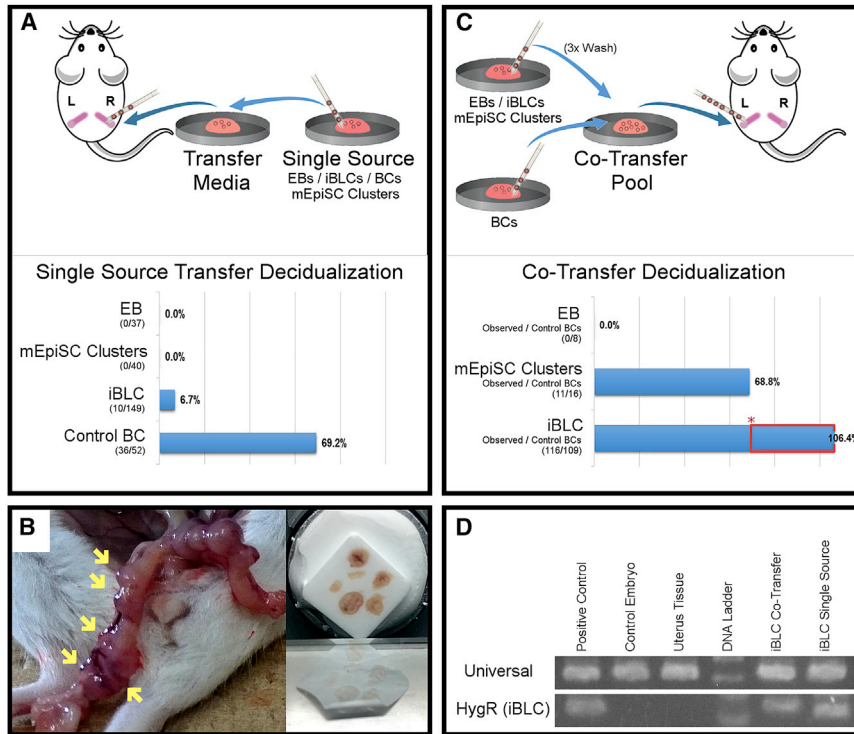 A
L R
Transfer
Media
Single Source
EBs / iBLCs / BCs
mEpiSC Clusters
Single Source Transfer Decidualization
EB
(0/37)
0.0%
mEpiSC Clusters
(0/40)
0.0%
iBLC
(10/149)
6.7%
Control BC
(36/52)
69.2%
C
(3x Wash)
EBs / iBLCs
mEpiSC Clusters
BCs
Co-Transfer
Pool
L R
Co-Transfer Decidualization
EB
Observed / Control BCs
(0/8)
0.0%
mEpiSC Clusters
Observed / Control BCs
(11/16)
68.8%
iBLC
Observed / Control BCs
(116/109)
*
106.4%
B
D
Positive Control
Control Embryo
Uterus Tissue
DNA Ladder
iBLC Co-Transfer
iBLC Single Source
Universal
HygR (iBLC)